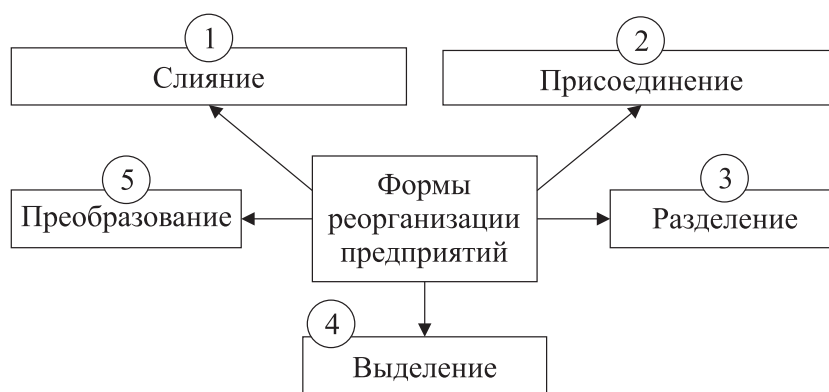 1
Слияние
2
Присоединение
5
Преобразование
Формы
реорганизации
предприятий
3
Разделение
4
Выделение